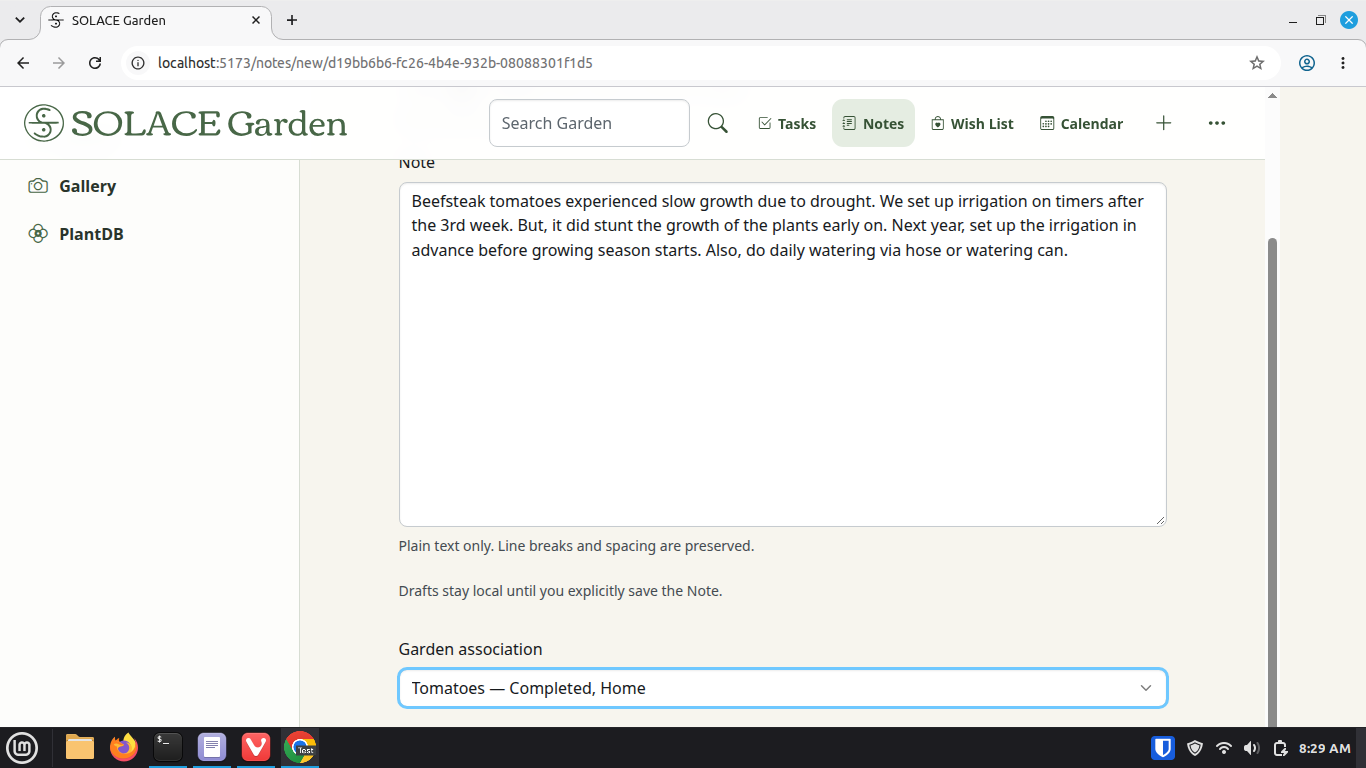 SOLACE Garden
localhost:5173/notes/new/d19bb6b6-fc26-4b4e-932b-08088301f1d5
SOLACE Garden
Search Garden
Tasks
Notes
Wish List
Calendar
Gallery
PlantDB
Note
Beefsteak tomatoes experienced slow growth due to drought. We set up irrigation on timers after
the 3rd week. But, it did stunt the growth of the plants early on. Next year, set up the irrigation in
advance before growing season starts. Also, do daily watering via hose or watering can.
Plain text only. Line breaks and spacing are preserved.
Drafts stay local until you explicitly save the Note.
Garden association
Tomatoes — Completed, Home
$_
Test
8:29 AM